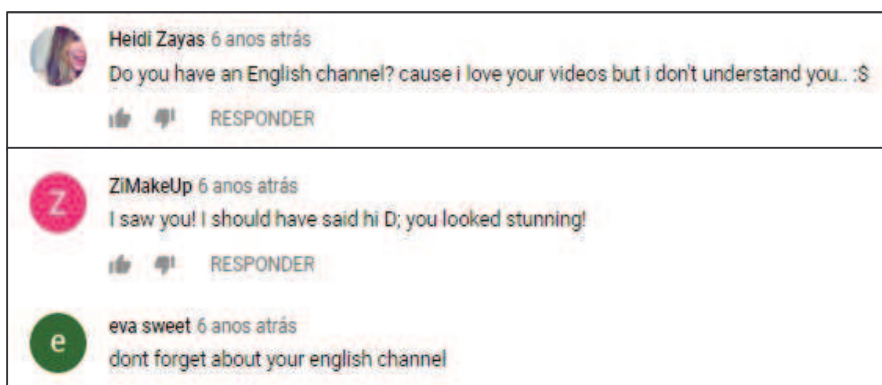 Heidi Zayas 6 anos atrás
Do you have an English channel? cause i love your videos but i don't understand you.. :$
RESPONDER
Z
ZiMakeUp 6 anos atrás
I saw you! I should have said hi D; you looked stunning!
RESPONDER
e
eva sweet 6 anos atrás
dont forget about your english channel